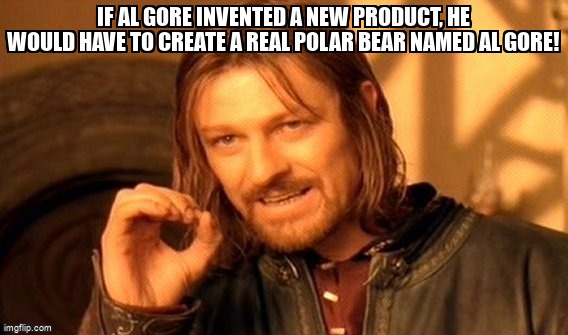 IF AL GORE INVENTED A NEW PRODUCT, HE
WOULD HAVE TO CREATE A REAL POLAR BEAR NAMED AL GORE!
imgflip.com